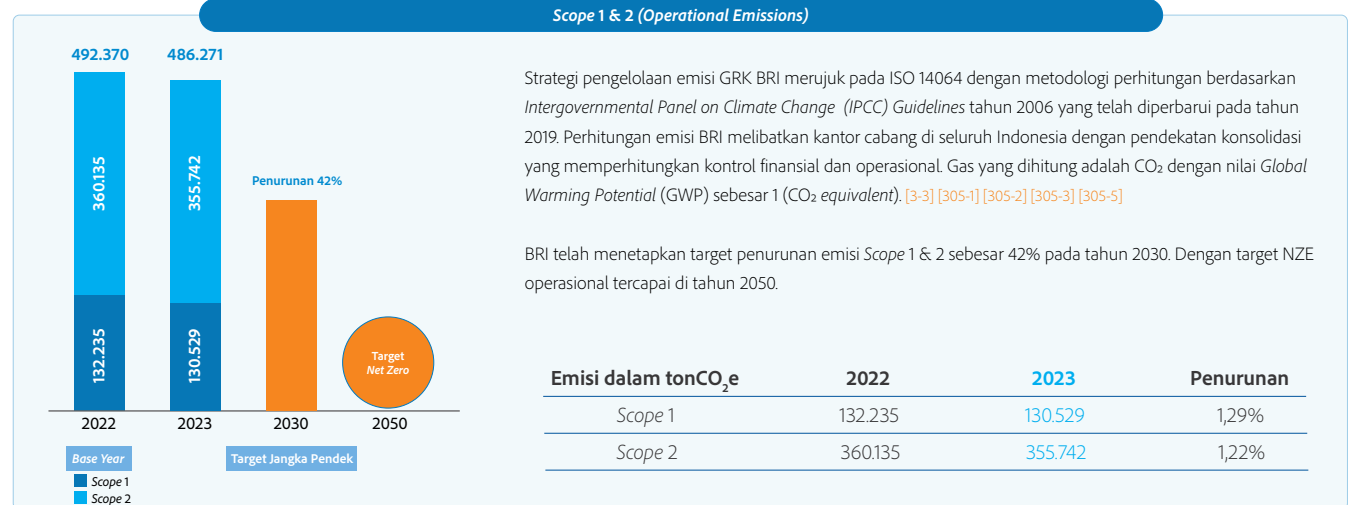 Scope 1 & 2 (Operational Emissions)
492.370
486.271
360.135
355.742
132.235
130.529
Penurunan 42%
Target
Net Zero
2022
2023
2030
2050
Base Year
Target Jangka Pendek
Scope 1
Scope 2
Strategi pengelolaan emisi GRK BRI merujuk pada ISO 14064 dengan metodologi perhitungan berdasarkan
Intergovernmental Panel on Climate Change (IPCC) Guidelines tahun 2006 yang telah diperbarui pada tahun
2019. Perhitungan emisi BRI melibatkan kantor cabang di seluruh Indonesia dengan pendekatan konsolidasi
yang memperhitungkan kontrol finansial dan operasional. Gas yang dihitung adalah CO₂ dengan nilai Global
Warming Potential (GWP) sebesar 1 (CO₂ equivalent). [3-3] [305-1] [305-2] [305-3] [305-5]
BRI telah menetapkan target penurunan emisi Scope 1 & 2 sebesar 42% pada tahun 2030. Dengan target NZE
operasional tercapai di tahun 2050.
Emisi dalam tonCO₂e 2022 2023 Penurunan
Scope 1 132.235 130.529 1,29%
Scope 2 360.135 355.742 1,22%